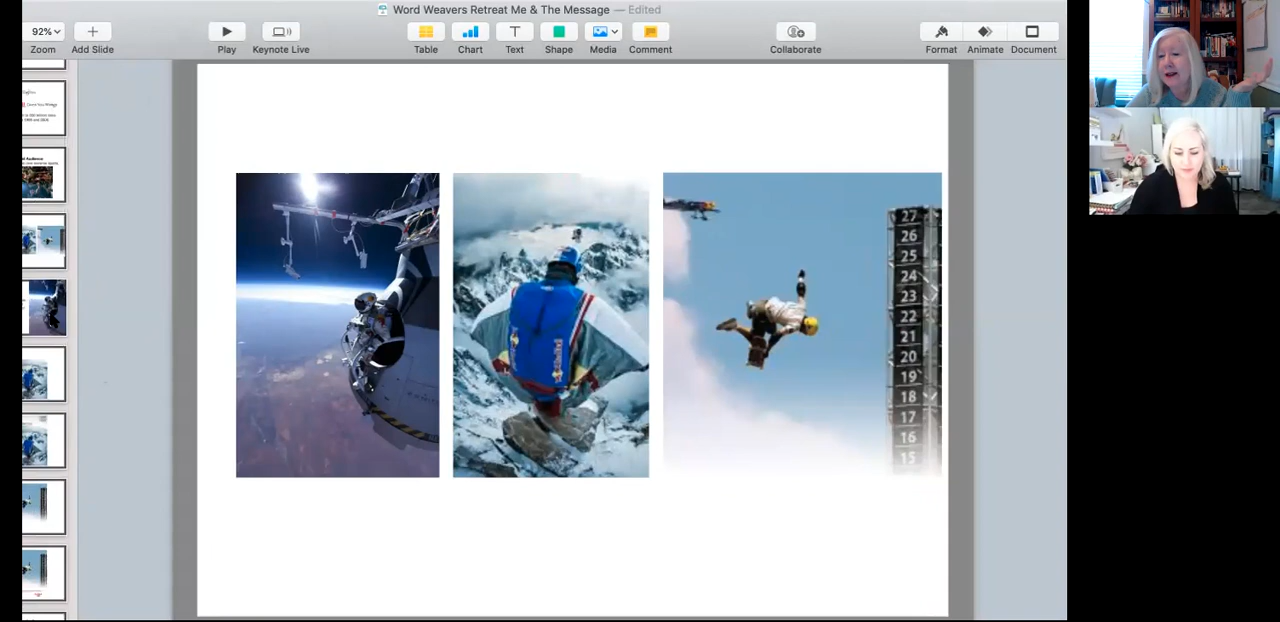 Word Weavers Retreat Me & The Message — Edited
92%
Zoom
Add Slide
Play
Keynote Live
Table
Chart
Text
Shape
Media
Comment
Collaborate
Format
Animate
Document
27
26
25
24
23
22
21
20
19
18
17
16
15